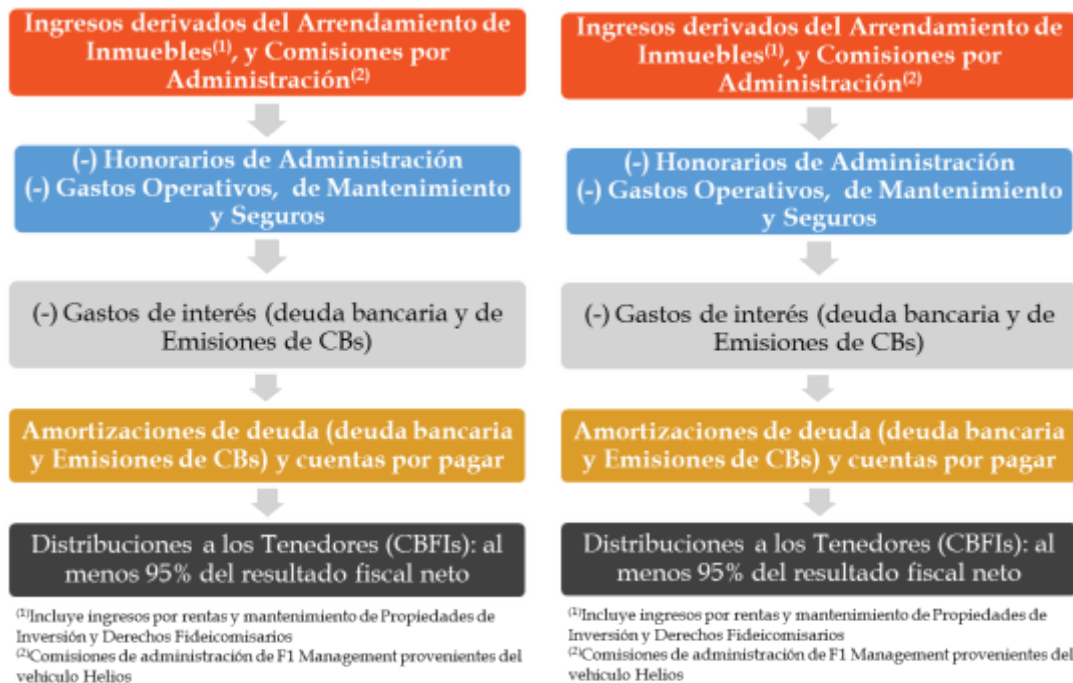 Ingresos derivados del Arrendamiento de
Inmuebles(1), y Comisiones por
Administración(2)
(-) Honorarios de Administración
(-) Gastos Operativos, de Mantenimiento
y Seguros
(-) Gastos de interés (deuda bancaria y de
Emisiones de CBs)
Amortizaciones de deuda (deuda bancaria
y Emisiones de CBs) y cuentas por pagar
Distribuciones a los Tenedores (CBFIs): al
menos 95% del resultado fiscal neto
(1)Incluye ingresos por rentas y mantenimiento de Propiedades de
Inversión y Derechos Fideicomisarios
(2)Comisiones de administración de F1 Management provenientes del
vehículo Helios
Ingresos derivados del Arrendamiento de
Inmuebles(1), y Comisiones por
Administración(2)
(-) Honorarios de Administración
(-) Gastos Operativos, de Mantenimiento
y Seguros
(-) Gastos de interés (deuda bancaria y de
Emisiones de CBs)
Amortizaciones de deuda (deuda bancaria
y Emisiones de CBs) y cuentas por pagar
Distribuciones a los Tenedores (CBFIs): al
menos 95% del resultado fiscal neto
(1)Incluye ingresos por rentas y mantenimiento de Propiedades de
Inversión y Derechos Fideicomisarios
(2)Comisiones de administración de F1 Management provenientes del
vehículo Helios